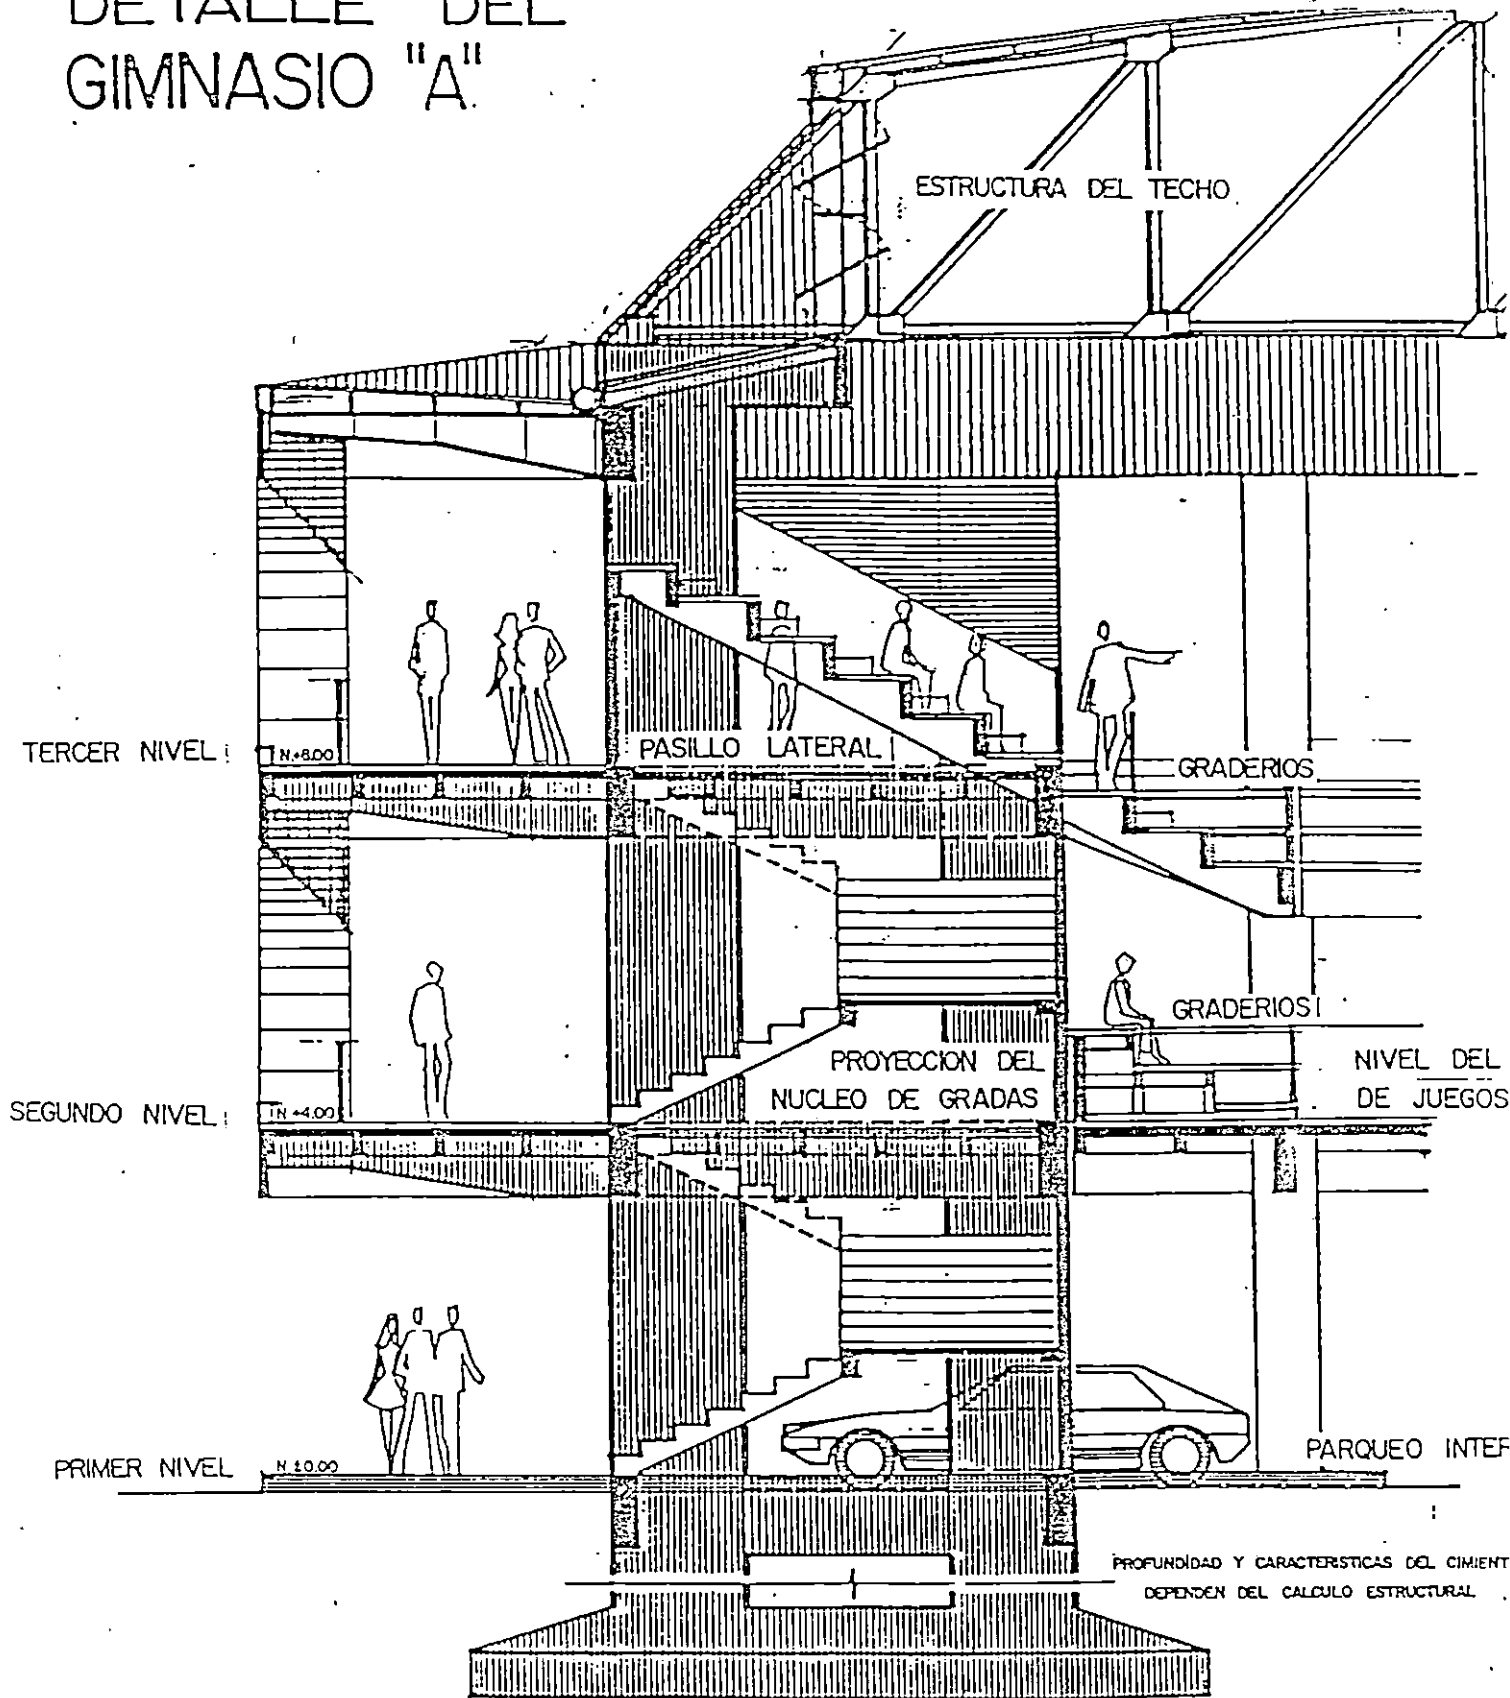 DETALLE DEL
GIMNASIO "A"
ESTRUCTURA DEL TECHO
TERCER NIVEL
N.+8.00
PASILLO LATERAL
GRADERIOS
GRADERIOS
PROYECCION DEL
NUCLEO DE GRADAS
NIVEL DEL
DE JUEGOS
SEGUNDO NIVEL
N +4.00
PRIMER NIVEL
N ±0.00
PARQUEO
PROFUNDIDAD Y CARACTERISTICAS DEL
DEPENDEN DEL CALCULO ESTRUCTURAL